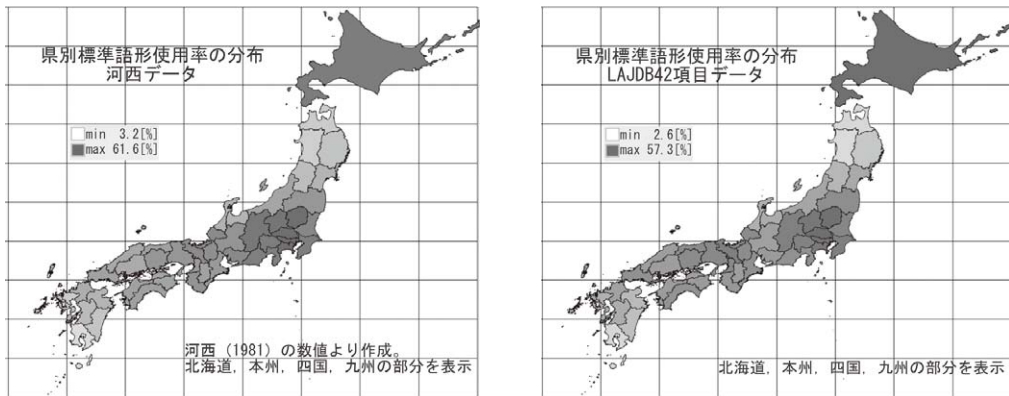 県別標準語形使用率の分布
河西データ
min 3.2[%]
max 61.6[%]
河西（1981）の数値より作成。
北海道，本州，四国，九州の部分を表示
県別標準語形使用率の分布
LAJDB42項目データ
min 2.6[%]
max 57.3[%]
北海道，本州，四国，九州の部分を表示